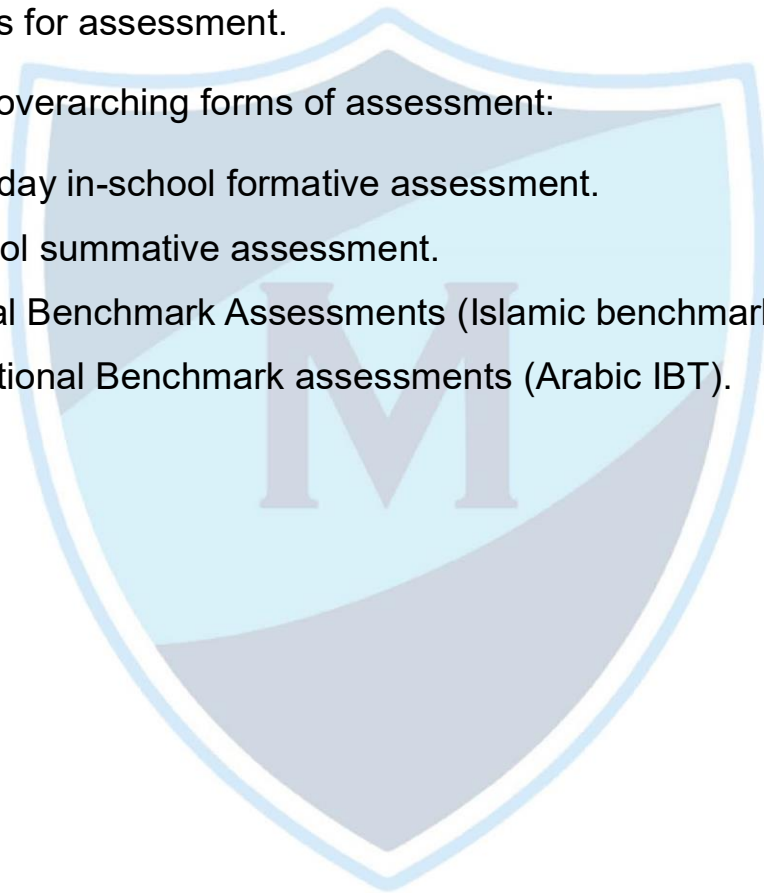 s for assessment.
overarching forms of assessment:
day in-school formative assessment.
ol summative assessment.
al Benchmark Assessments (Islamic benchmark
tional Benchmark assessments (Arabic IBT).
M